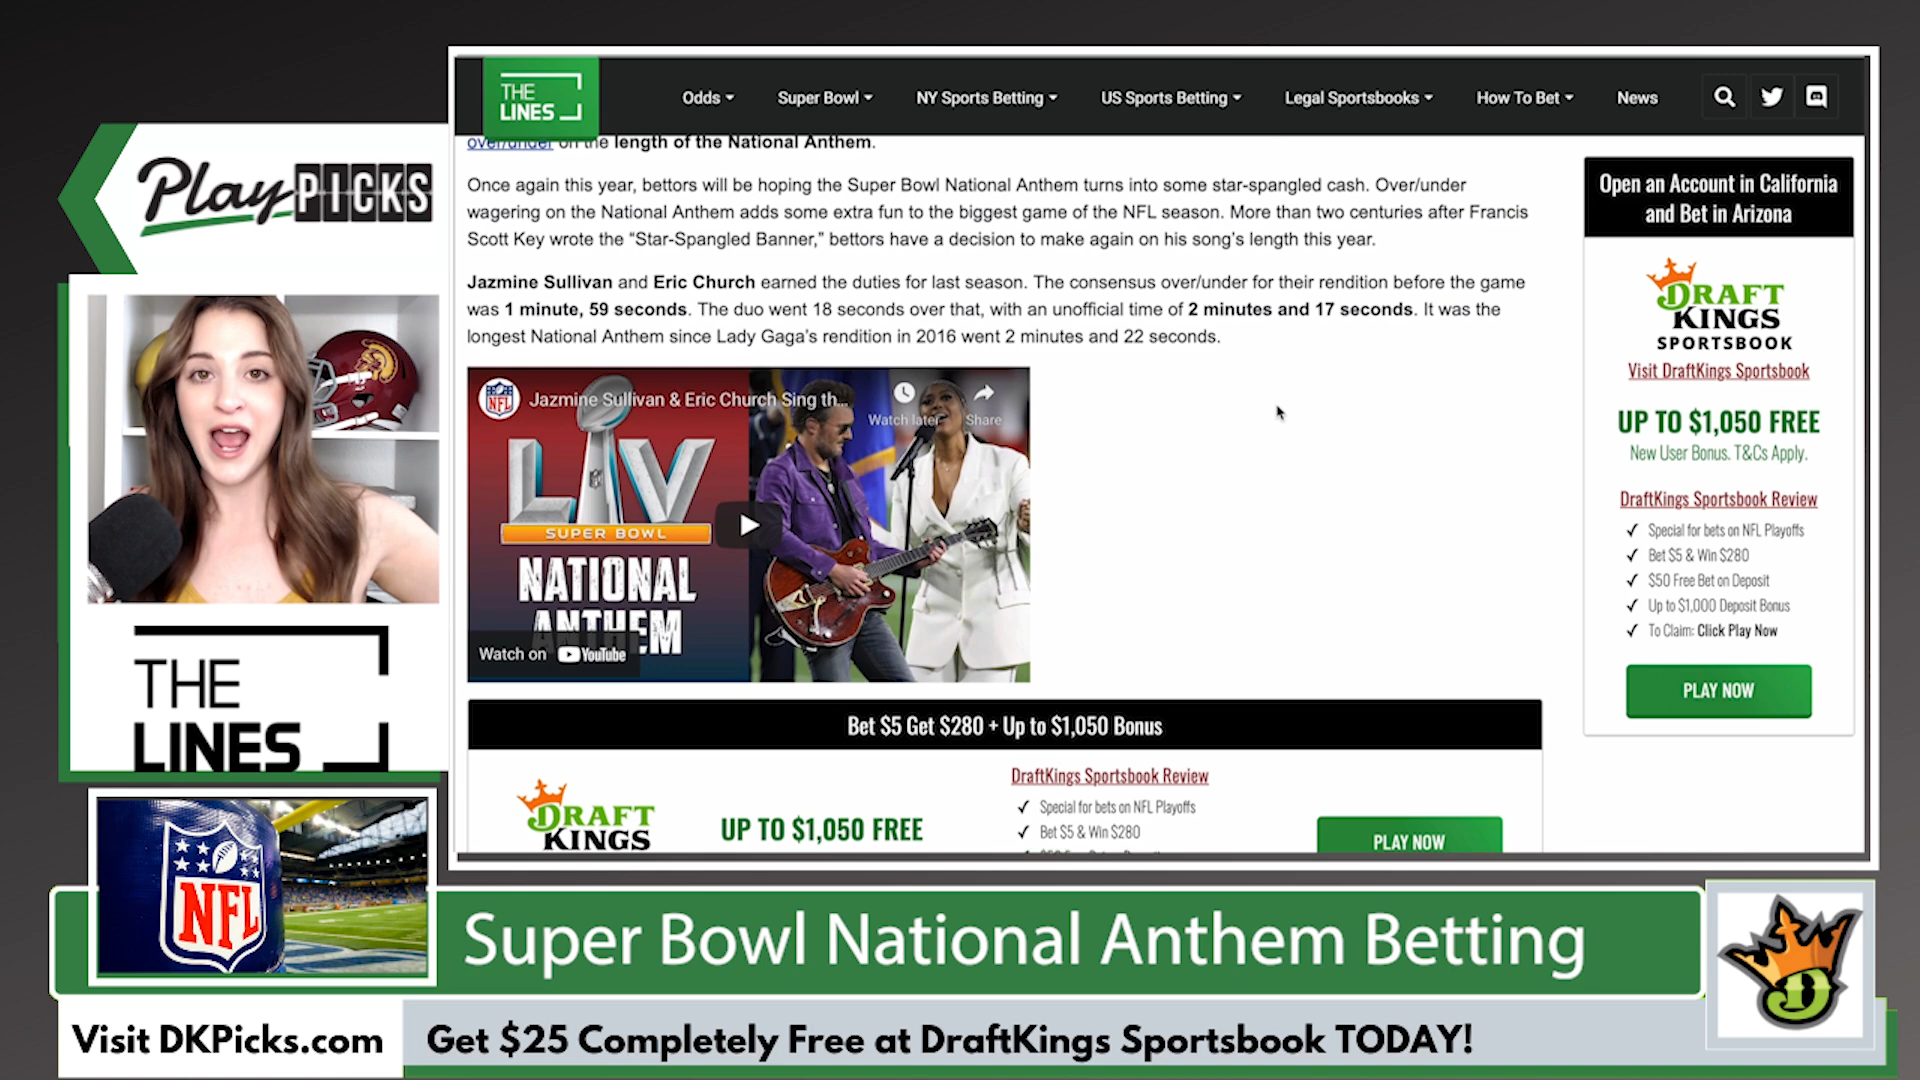 THE
LINES
Odds
Super Bowl
NY Sports Betting
US Sports Betting
Legal Sportsbooks
How To Bet
News
over/under on the length of the National Anthem.
Once again this year, bettors will be hoping the Super Bowl National Anthem turns into some star-spangled cash. Over/under
wagering on the National Anthem adds some extra fun to the biggest game of the NFL season. More than two centuries after Francis
Scott Key wrote the “Star-Spangled Banner,” bettors have a decision to make again on his song’s length this year.
Jazmine Sullivan and Eric Church earned the duties for last season. The consensus over/under for their rendition before the game
was 1 minute, 59 seconds. The duo went 18 seconds over that, with an unofficial time of 2 minutes and 17 seconds. It was the
longest National Anthem since Lady Gaga’s rendition in 2016 went 2 minutes and 22 seconds.
NFL
Jazmine Sullivan & Eric Church Sing th...
Watch later
Share
LIV
SUPER BOWL
NATIONAL
ANTHEM
Watch on YouTube
Bet $5 Get $280 + Up to $1,050 Bonus
DRAFT
KINGS
UP TO $1,050 FREE
DraftKings Sportsbook Review
✓ Special for bets on NFL Playoffs
✓ Bet $5 & Win $280
PLAY NOW
Open an Account in California
and Bet in Arizona
DRAFT
KINGS
SPORTSBOOK
Visit DraftKings Sportsbook
UP TO $1,050 FREE
New User Bonus. T&Cs Apply.
DraftKings Sportsbook Review
✓ Special for bets on NFL Playoffs
✓ Bet $5 & Win $280
✓ $50 Free Bet on Deposit
✓ Up to $1,000 Deposit Bonus
✓ To Claim: Click Play Now
PLAY NOW
Play PICKS
THE
LINES
NFL
Super Bowl National Anthem Betting
D
Visit DKPicks.com
Get $25 Completely Free at DraftKings Sportsbook TODAY!